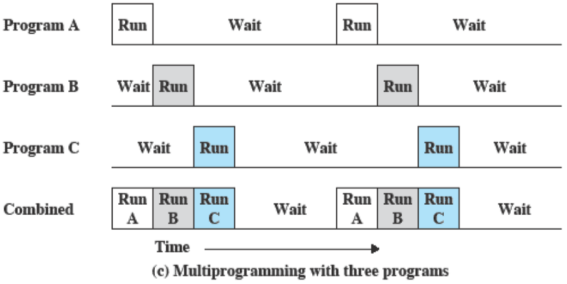 Program A Run Wait Run Wait
Program B Wait Run Wait Run Wait
Program C Wait Run Wait Run Wait
Combined Run A Run B Run C Wait Run A Run B Run C Wait
Time
(c) Multiprogramming with three programs